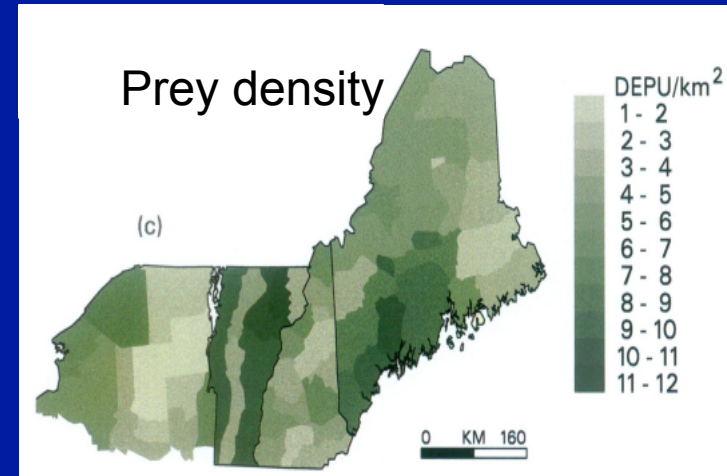 Prey density
(c)
DEPU/km²
1 - 2
2 - 3
3 - 4
4 - 5
5 - 6
6 - 7
7 - 8
8 - 9
9 - 10
10 - 11
11 - 12
0 KM 160